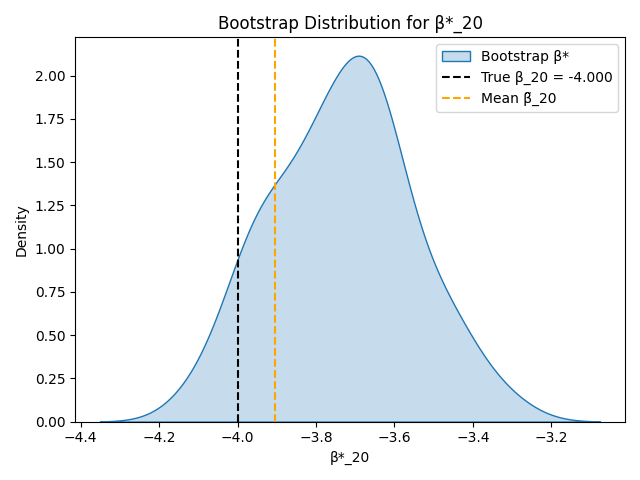 Bootstrap Distribution for β*_20
Bootstrap β*
True β_20 = -4.000
Mean β̂_20
Density
2.00
1.75
1.50
1.25
1.00
0.75
0.50
0.25
0.00
−4.4 −4.2 −4.0 −3.8 −3.6 −3.4 −3.2
β*_20